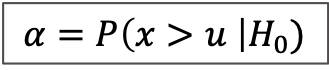 α = P(x > u |H₀)